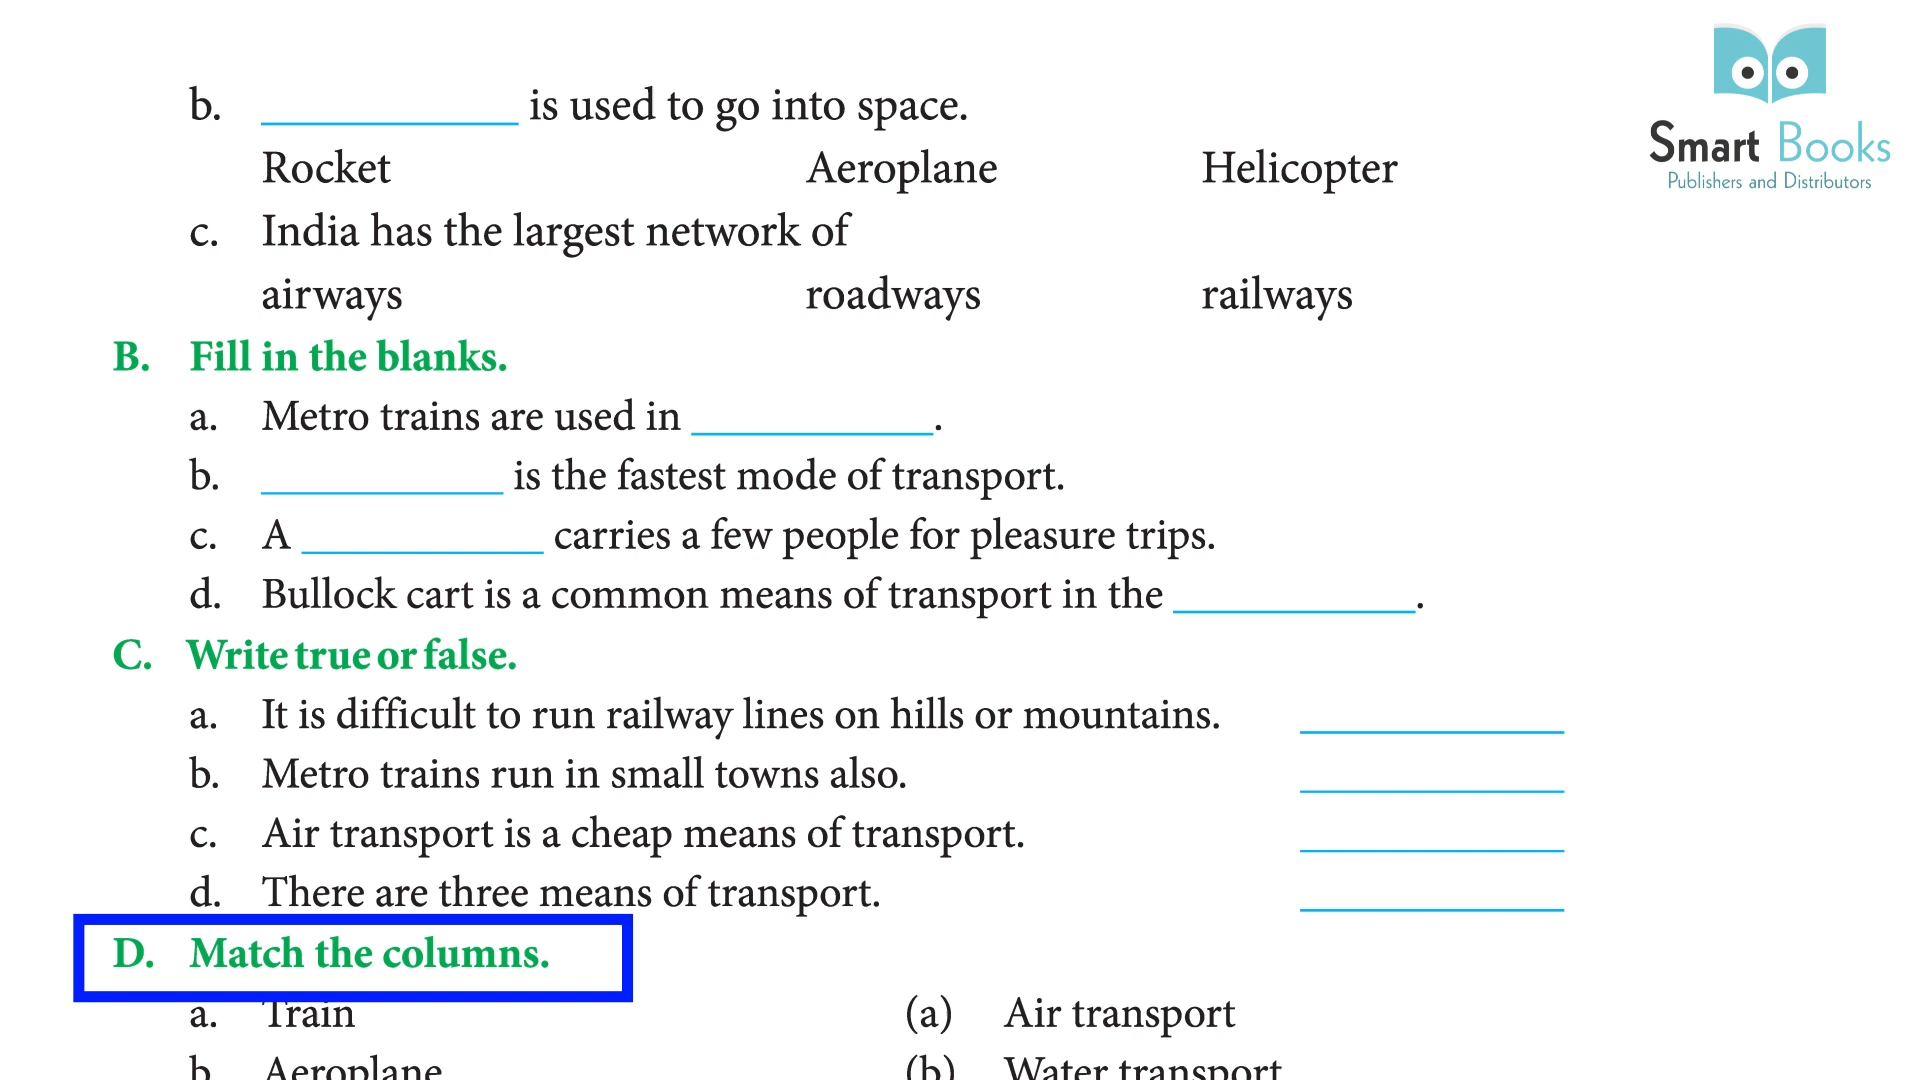 b. ____________ is used to go into space.
Rocket Aeroplane Helicopter
c. India has the largest network of
airways roadways railways
B. Fill in the blanks.
a. Metro trains are used in ____________.
b. ____________ is the fastest mode of transport.
c. A ____________ carries a few people for pleasure trips.
d. Bullock cart is a common means of transport in the ____________.
C. Write true or false.
a. It is difficult to run railway lines on hills or mountains. ____________
b. Metro trains run in small towns also. ____________
c. Air transport is a cheap means of transport. ____________
d. There are three means of transport. ____________
D. Match the columns.
a. Train (a) Air transport
b. Aeroplane (b) Water transport
Smart Books
Publishers and Distributors